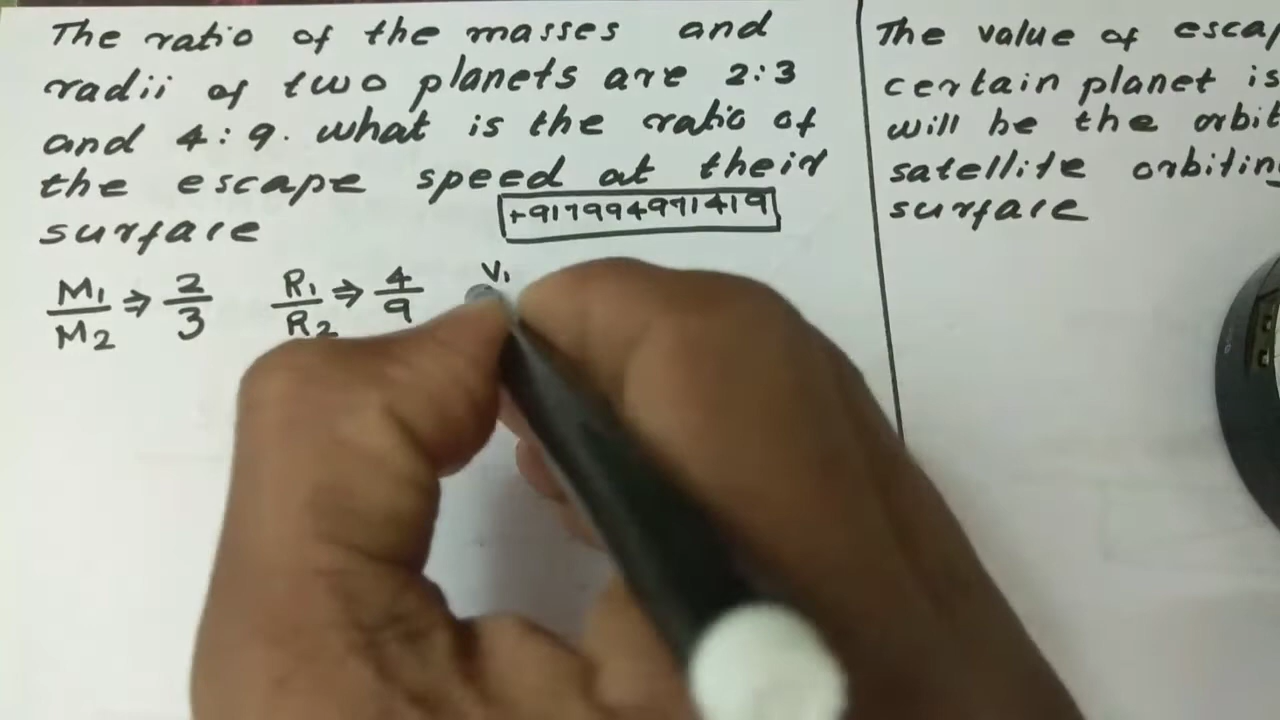 The ratio of the masses and
radii of two planets are 2:3
and 4:9. what is the ratio of
the escape speed at their
surface
+917994971419
M1/M2 ⇒ 2/3 R1/R2 ⇒ 4/9 V1
The value of escap
certain planet is
will be the orbit
satellite orbiting
surface